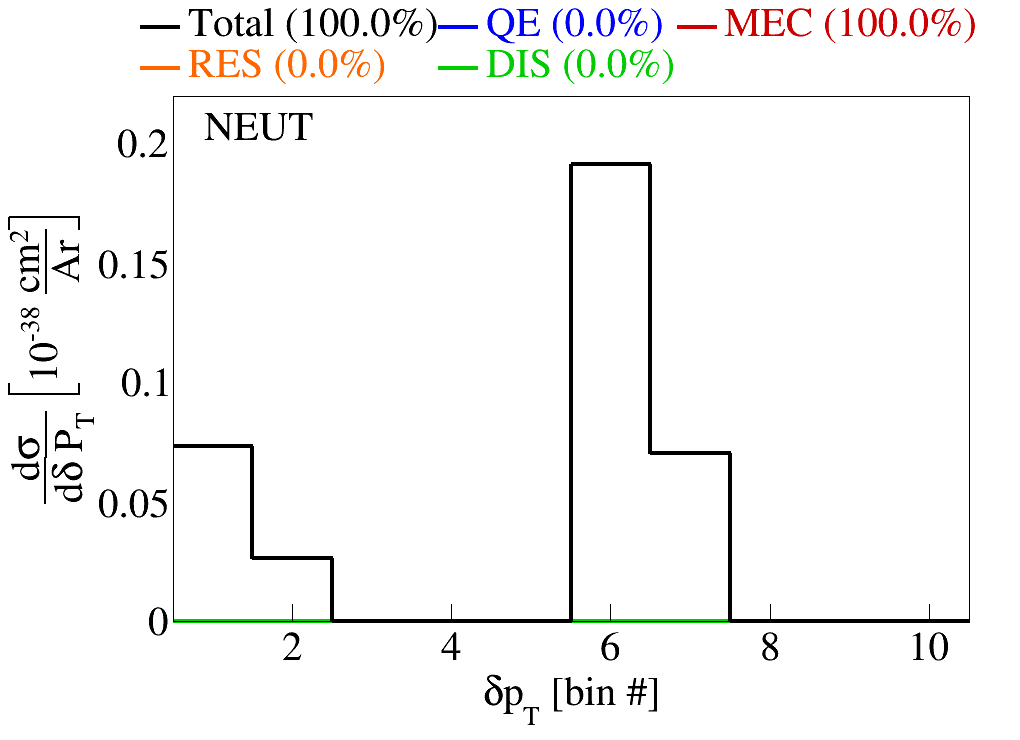 Total (100.0%) QE (0.0%) MEC (100.0%)
RES (0.0%) DIS (0.0%)
NEUT
0.2
0.15
0.1
0.05
0
2 4 6 8 10
δp_T [bin #]
dσ/dδ P_T [10^-38 cm^2/Ar]